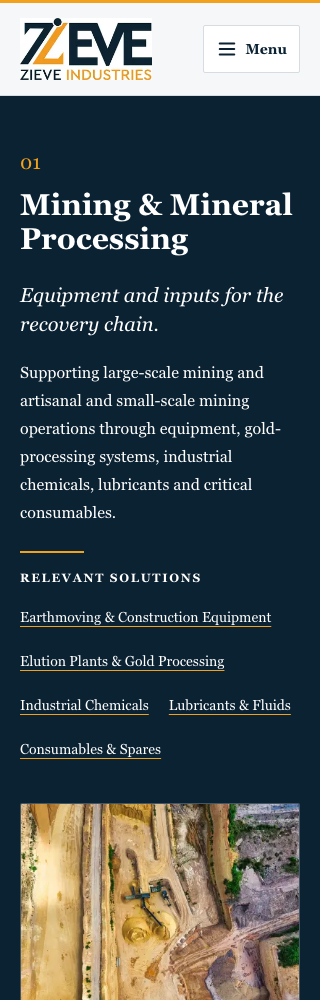 ZIEVE
ZIEVE INDUSTRIES
Menu
01
Mining & Mineral
Processing
Equipment and inputs for the
recovery chain.
Supporting large-scale mining and
artisanal and small-scale mining
operations through equipment, gold-
processing systems, industrial
chemicals, lubricants and critical
consumables.
RELEVANT SOLUTIONS
Earthmoving & Construction Equipment
Elution Plants & Gold Processing
Industrial Chemicals Lubricants & Fluids
Consumables & Spares